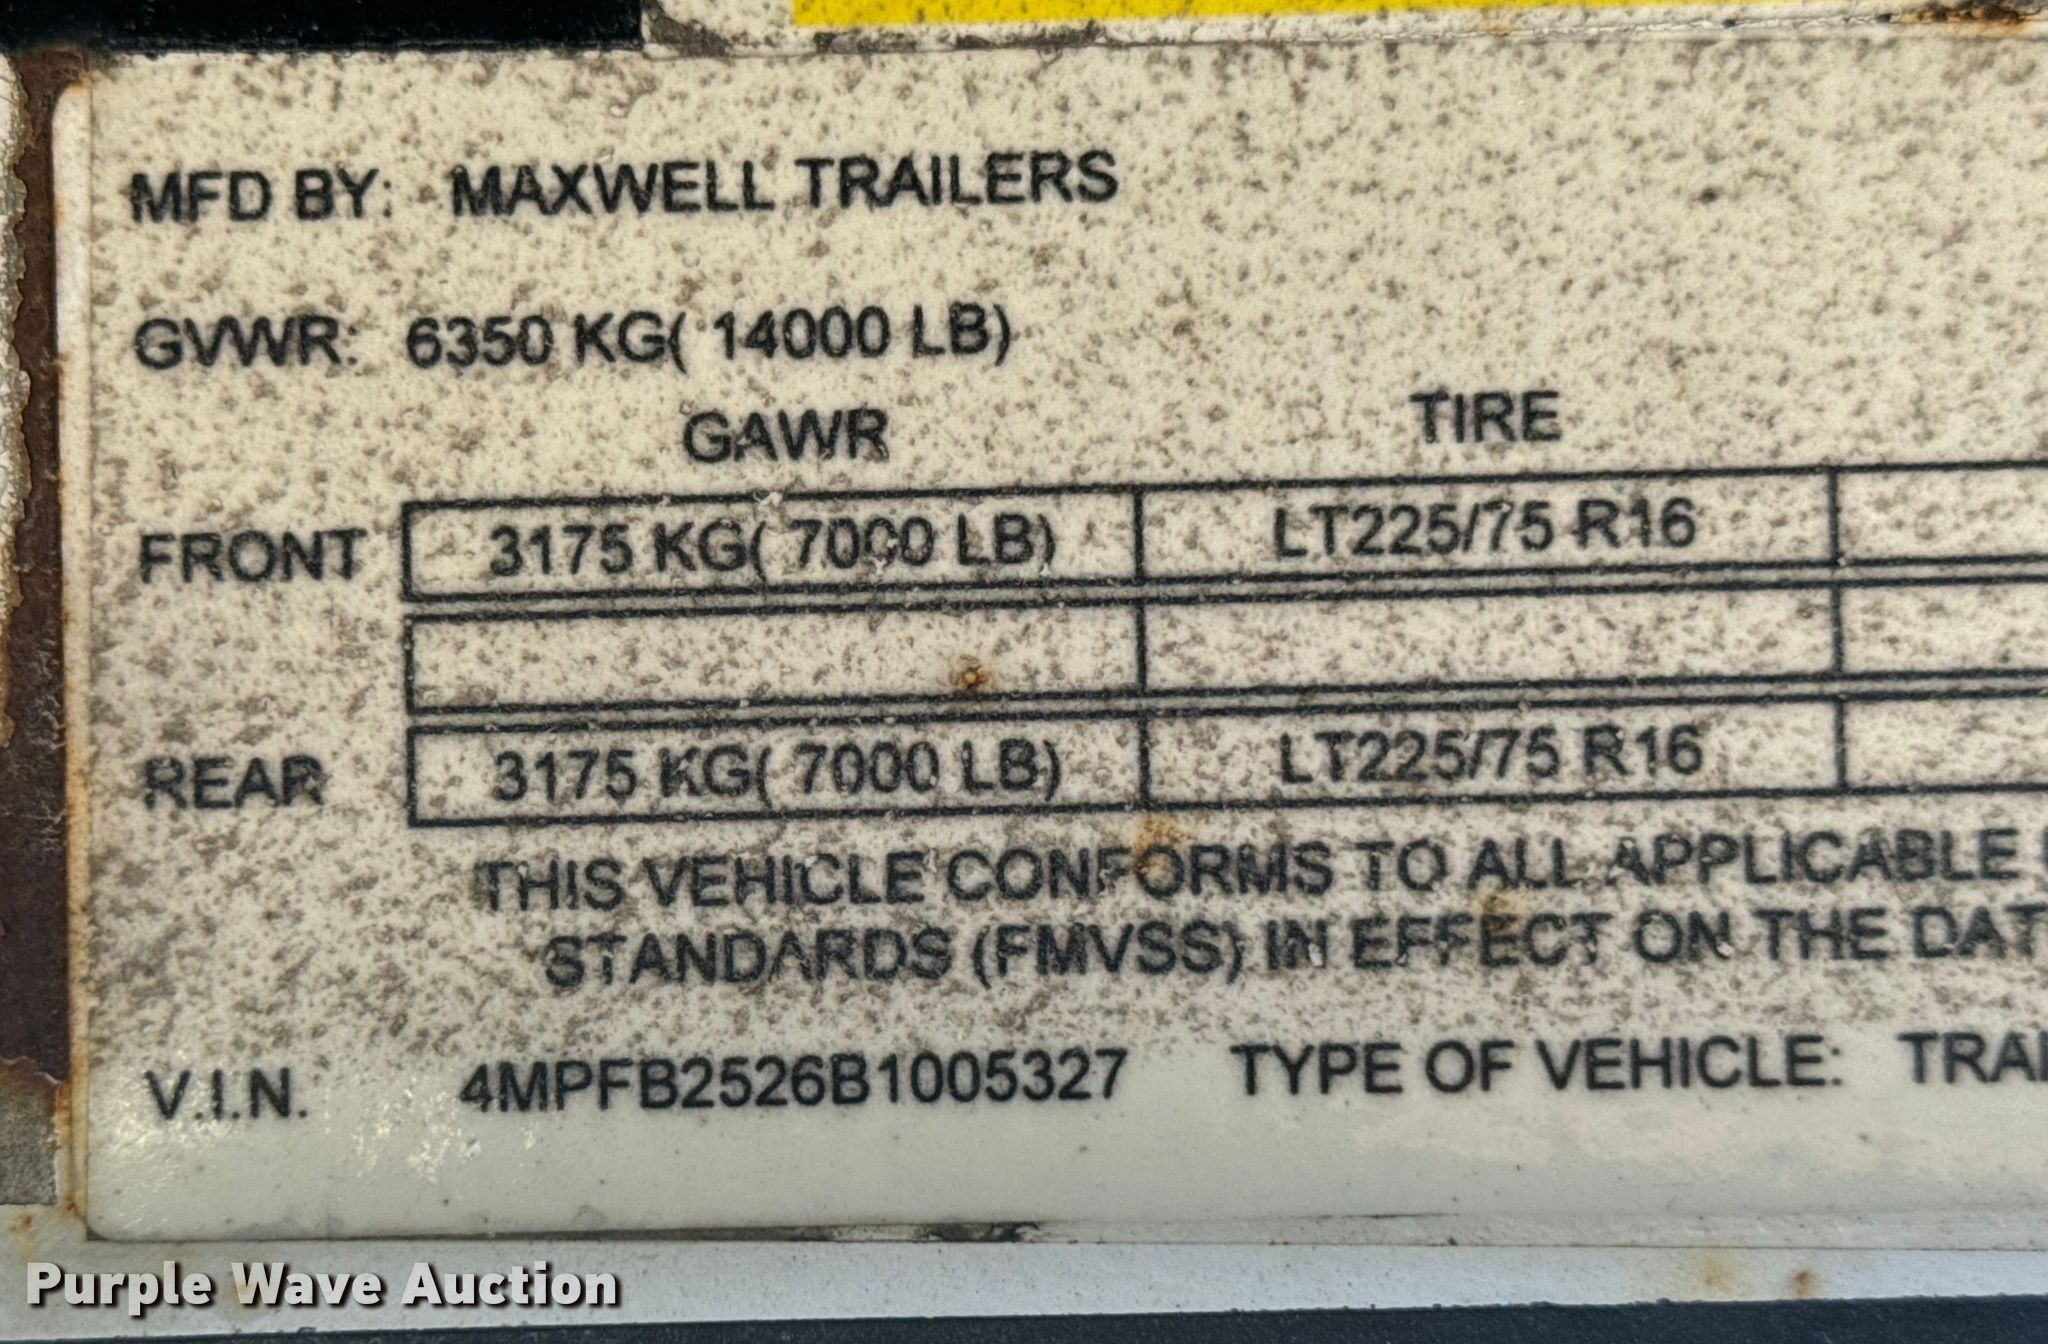 MFD BY: MAXWELL TRAILERS
GVWR: 6350 KG( 14000 LB)
GAWR TIRE
FRONT 3175 KG( 7000 LB) LT225/75 R16
REAR 3175 KG( 7000 LB) LT225/75 R16
THIS VEHICLE CONFORMS TO ALL APPLICABLE
STANDARDS (FMVSS) IN EFFECT ON THE DAT
V.I.N. 4MPFB2526B1005327 TYPE OF VEHICLE: TRAI
Purple Wave Auction